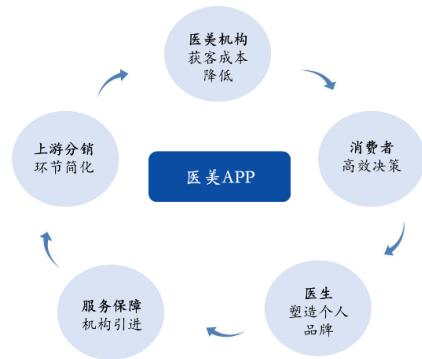 医美机构
获客成本
降低
消费者
高效决策
医生
塑造个人
品牌
服务保障
机构引进
上游分销
环节简化
医美APP